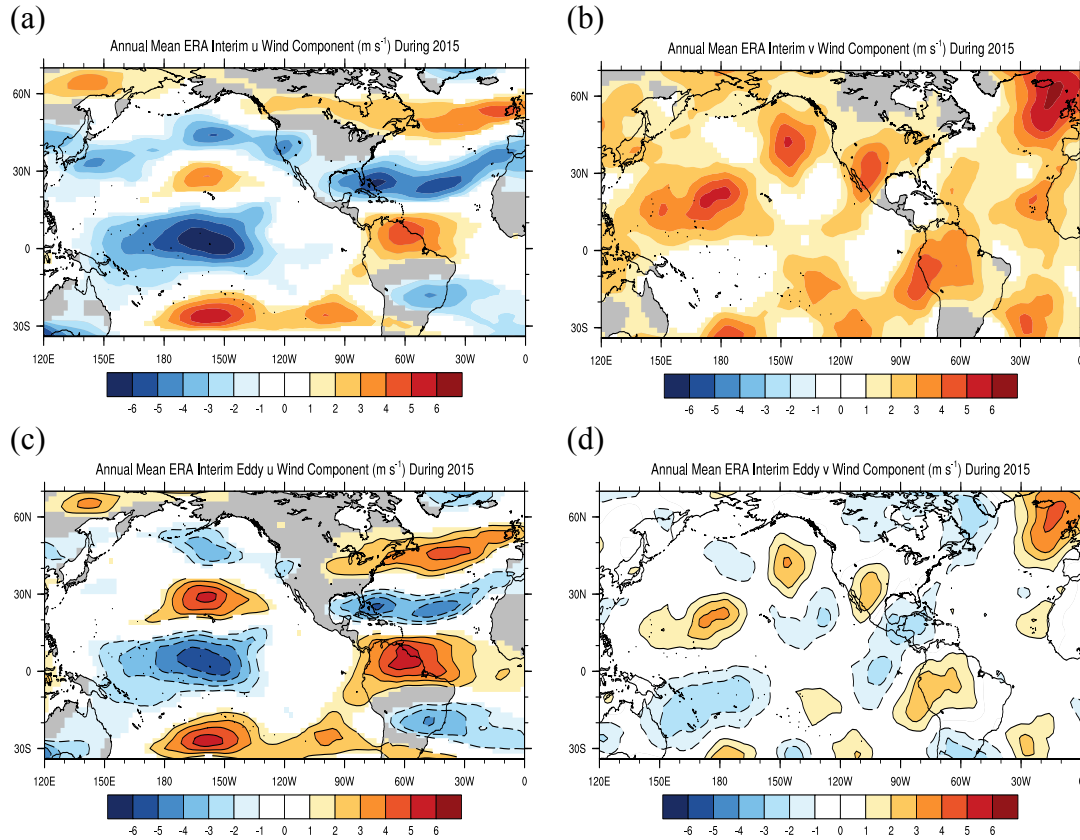 (a)
Annual Mean ERA Interim u Wind Component (m s⁻¹) During 2015
60N
30N
0
30S
120E 150E 180 150W 120W 90W 60W 30W 0
-6 -5 -4 -3 -2 -1 0 1 2 3 4 5 6
(b)
Annual Mean ERA Interim v Wind Component (m s⁻¹) During 2015
60N
30N
0
30S
120E 150E 180 150W 120W 90W 60W 30W 0
-6 -5 -4 -3 -2 -1 0 1 2 3 4 5 6
(c)
Annual Mean ERA Interim Eddy u Wind Component (m s⁻¹) During 2015
60N
30N
0
30S
120E 150E 180 150W 120W 90W 60W 30W 0
-6 -5 -4 -3 -2 -1 0 1 2 3 4 5 6
(d)
Annual Mean ERA Interim Eddy v Wind Component (m s⁻¹) During 2015
60N
30N
0
30S
120E 150E 180 150W 120W 90W 60W 30W 0
-6 -5 -4 -3 -2 -1 0 1 2 3 4 5 6